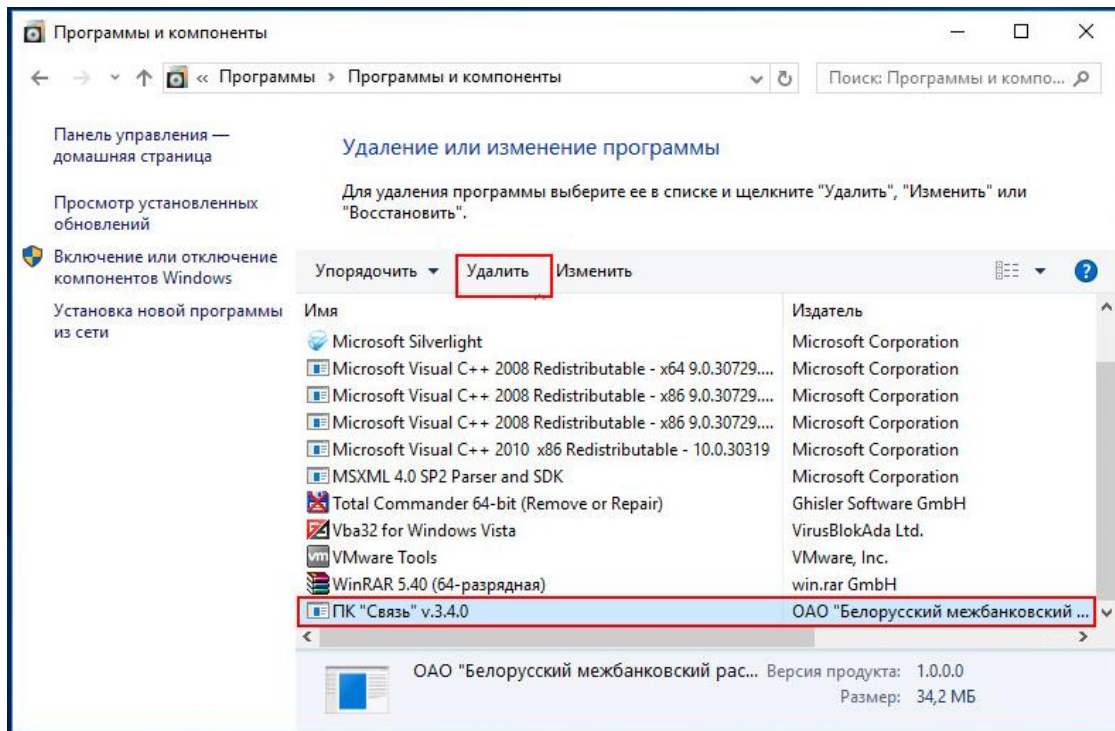 Программы и компоненты
« Программы › Программы и компоненты
Поиск: Программы и компо...
Панель управления —
домашняя страница
Просмотр установленных
обновлений
Включение или отключение
компонентов Windows
Установка новой программы
из сети
Удаление или изменение программы
Для удаления программы выберите ее в списке и щелкните "Удалить", "Изменить" или
"Восстановить".
Упорядочить Удалить Изменить
Имя Издатель
Microsoft Silverlight Microsoft Corporation
Microsoft Visual C++ 2008 Redistributable - x64 9.0.30729.... Microsoft Corporation
Microsoft Visual C++ 2008 Redistributable - x86 9.0.30729.... Microsoft Corporation
Microsoft Visual C++ 2008 Redistributable - x86 9.0.30729.... Microsoft Corporation
Microsoft Visual C++ 2010 x86 Redistributable - 10.0.30319 Microsoft Corporation
MSXML 4.0 SP2 Parser and SDK Microsoft Corporation
Total Commander 64-bit (Remove or Repair) Ghisler Software GmbH
Vba32 for Windows Vista VirusBlokAda Ltd.
vm VMware Tools VMware, Inc.
WinRAR 5.40 (64-разрядная) win.rar GmbH
ПК "Связь" v.3.4.0 ОАО "Белорусский межбанковский ...
ОАО "Белорусский межбанковский рас... Версия продукта: 1.0.0.0
Размер: 34,2 МБ